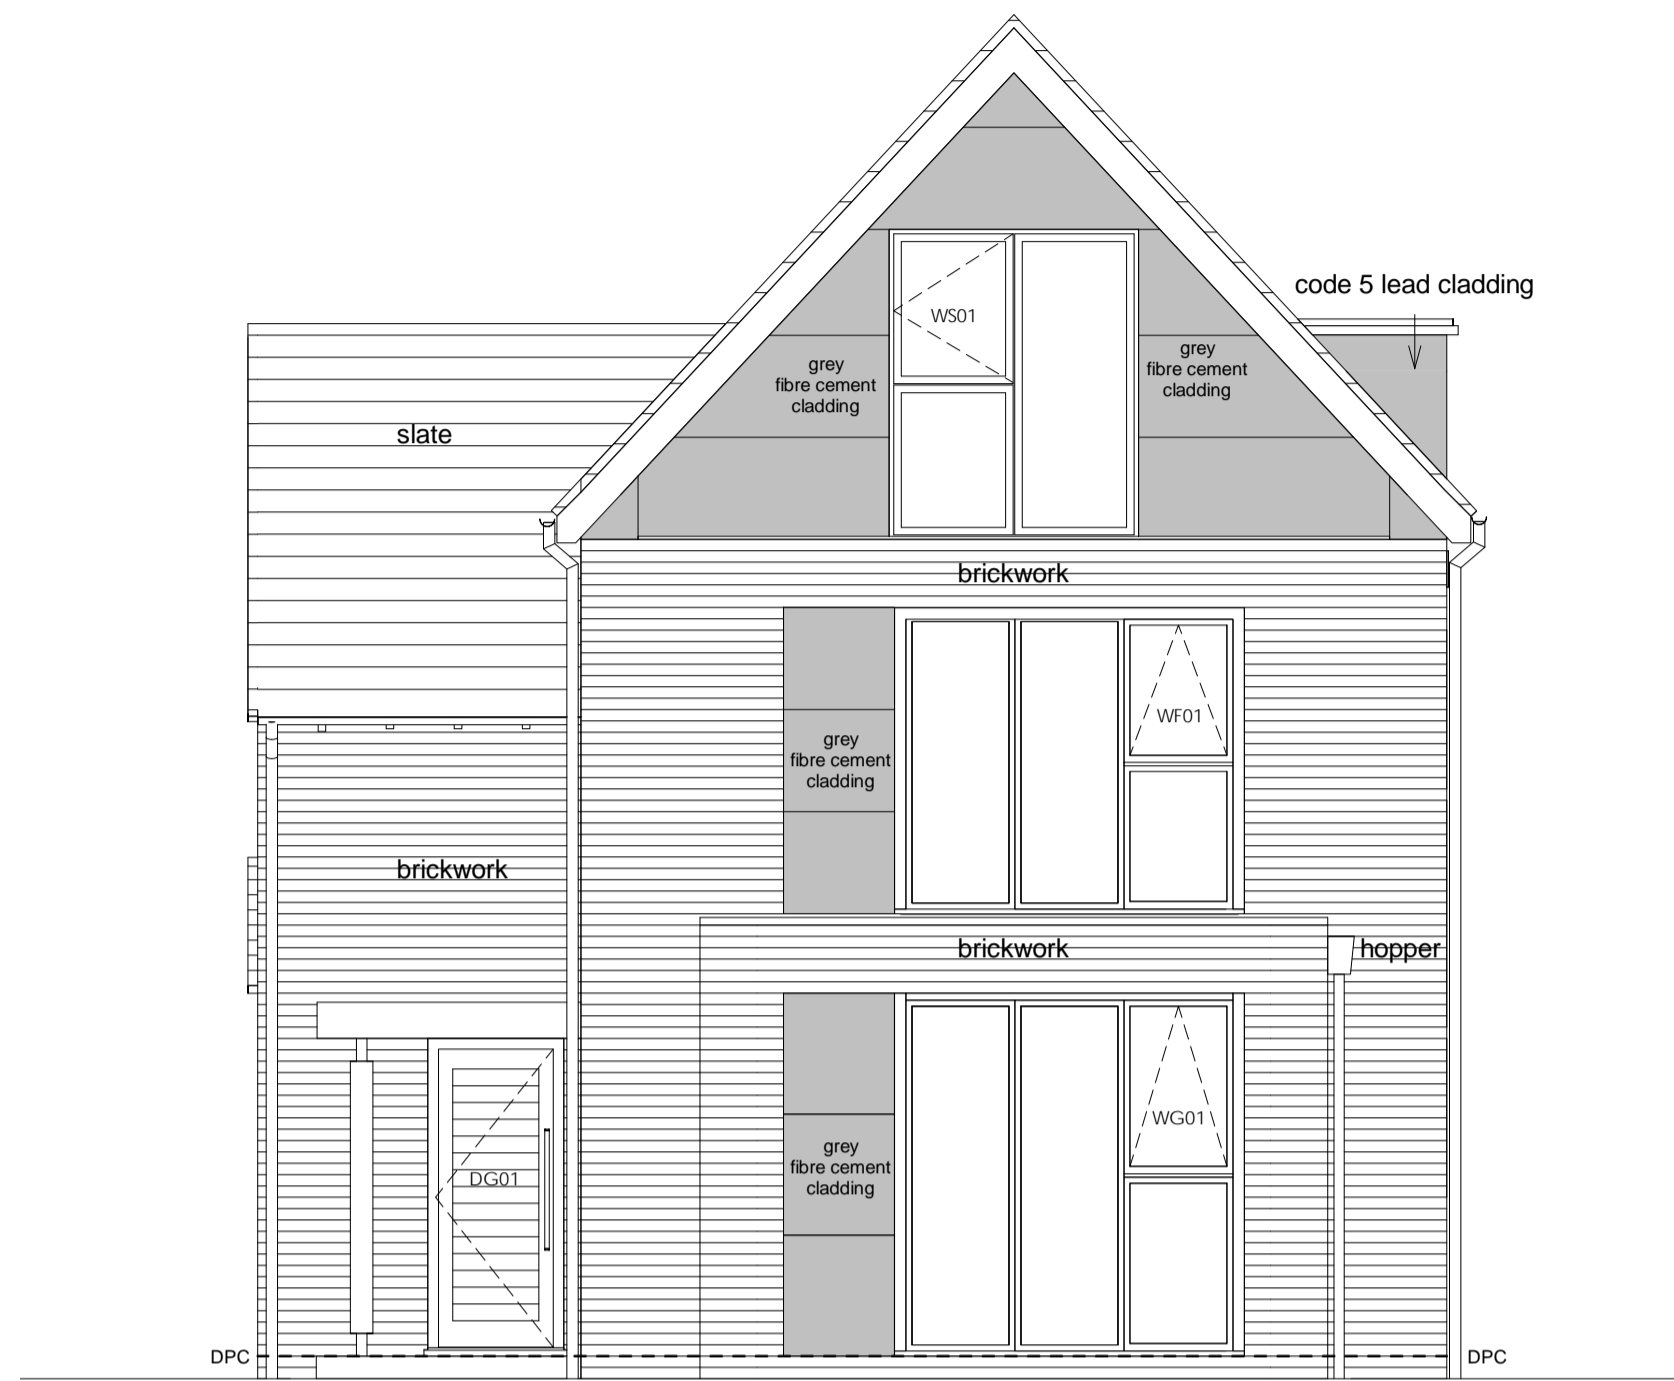 code 5 lead cladding
WS01
grey
fibre cement
cladding
grey
fibre cement
cladding
slate
brickwork
WF01
grey
fibre cement
cladding
brickwork
brickwork
hopper
WG01
grey
fibre cement
cladding
DG01
DPC
DPC